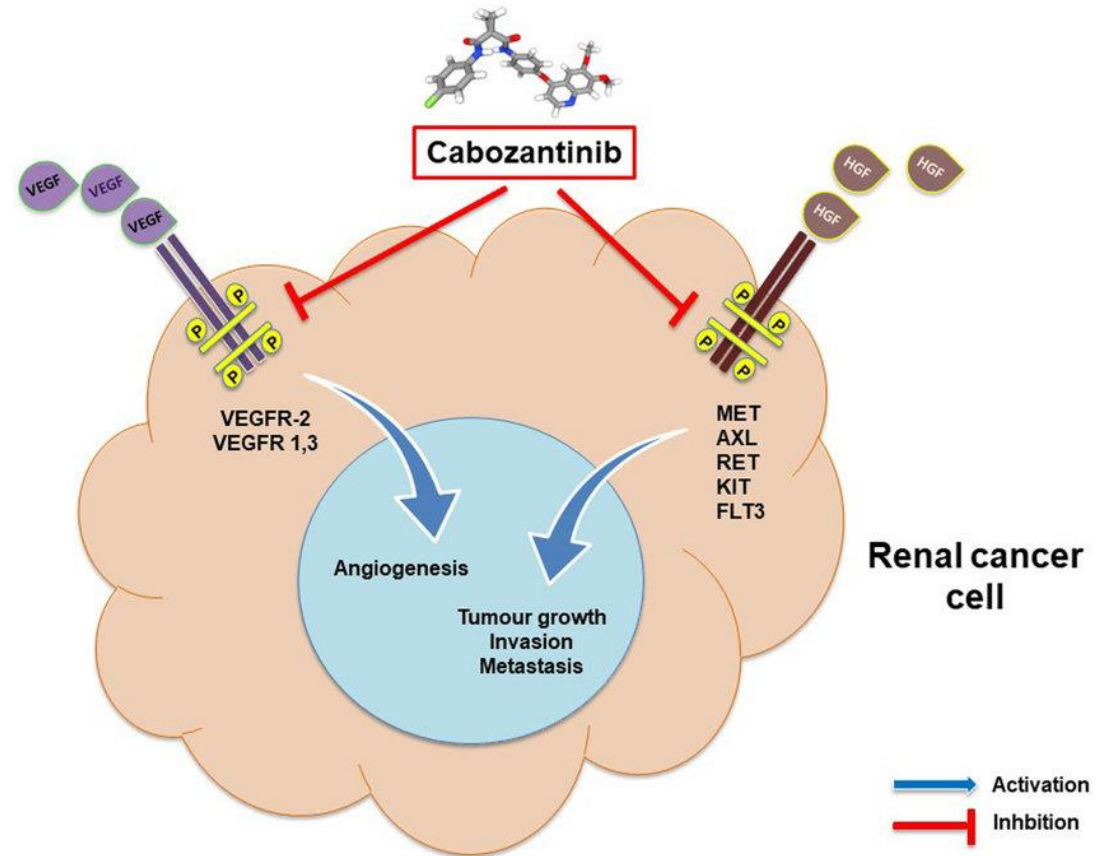 Cabozantinib
VEGF
VEGF
VEGF
HGF
HGF
HGF
P
P
P
P
P
P
P
P
VEGFR-2
VEGFR 1,3
MET
AXL
RET
KIT
FLT3
Angiogenesis
Tumour growth
Invasion
Metastasis
Renal cancer
cell
Activation
Inhbition